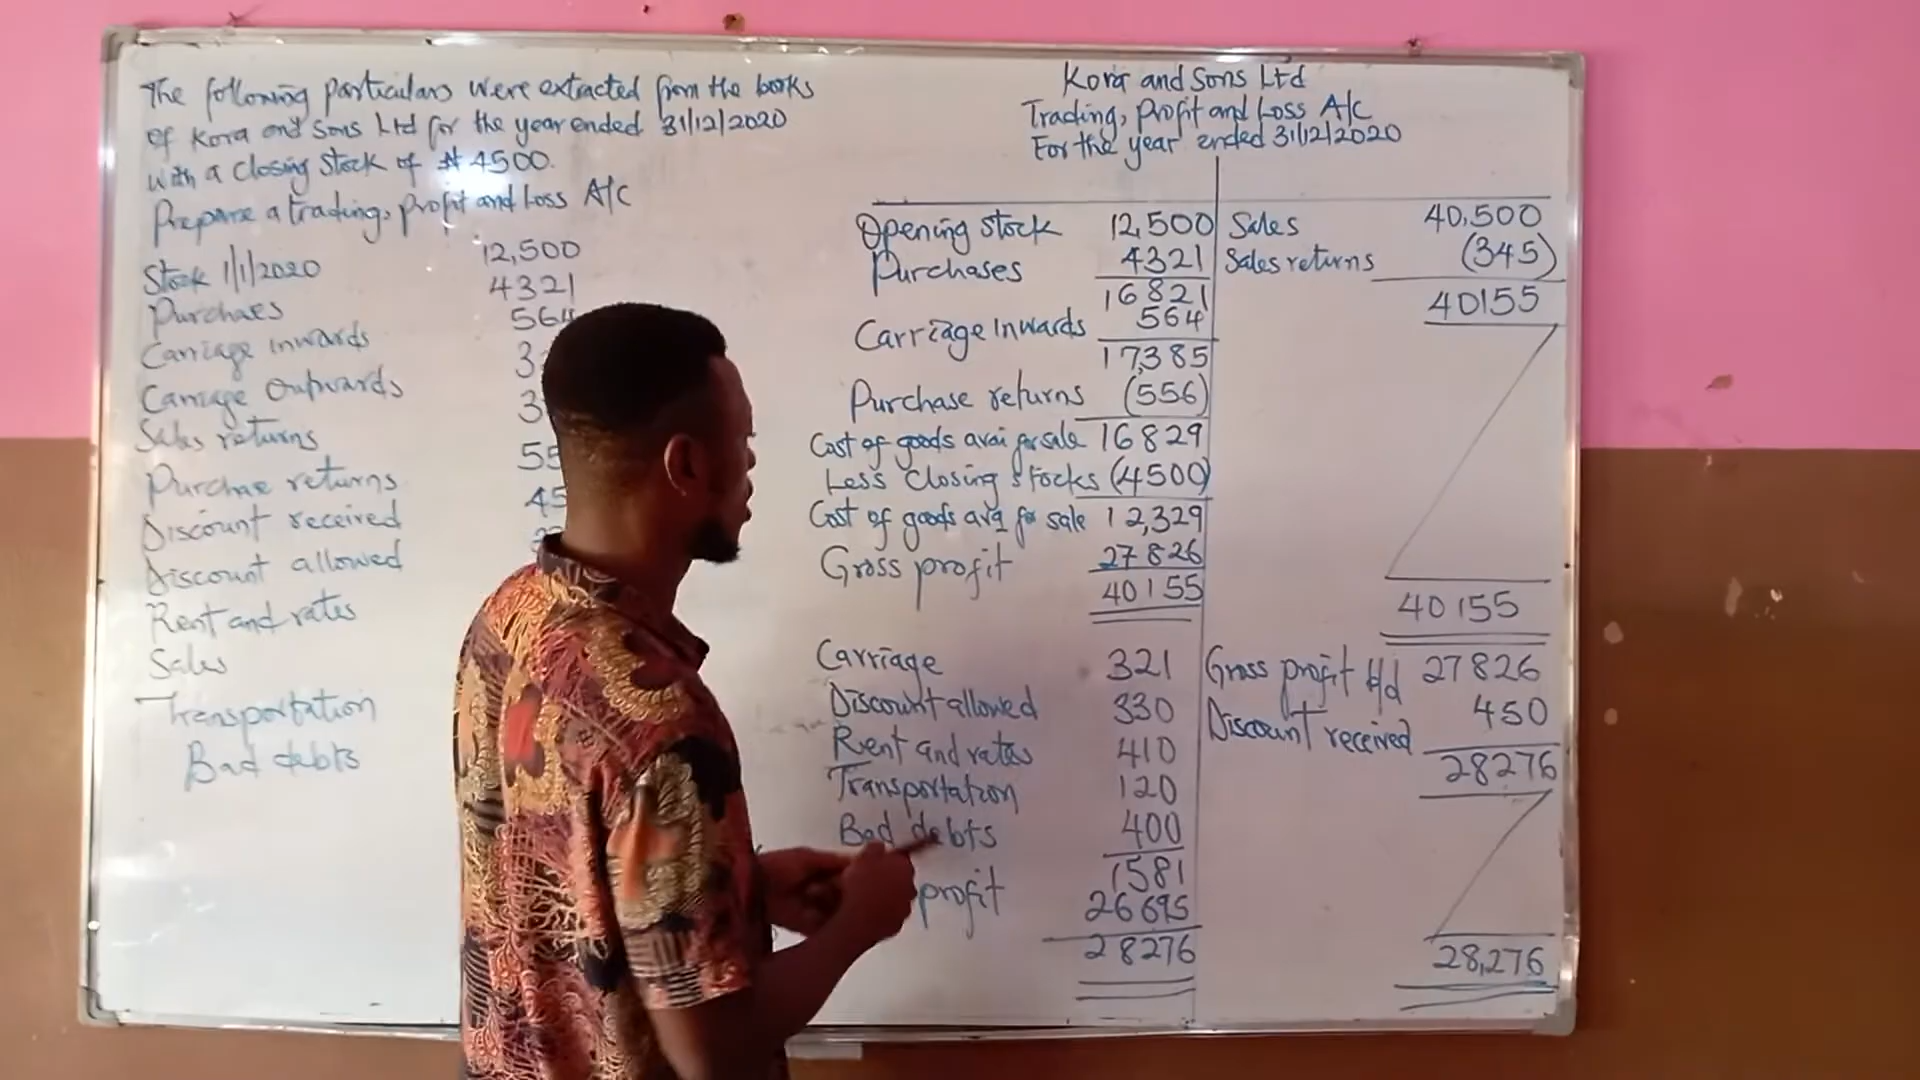 The following particulars were extracted from the books
of Kora and Sons Ltd for the year ended 31/12/2020
with a closing stock of ₦ 4500.
Prepare a trading, profit and loss A/c
Stock 1/1/2020 12,500
Purchaes 4321
Carriage inwards 564
Carriage Outwards 3
Sales returns 3
Purchase returns 55
Discount received 45
Discount allowed
Rent and rates
Sales
Transportation
Bad debts
Kora and Sons Ltd
Trading, Profit and Loss A/c
For the year ended 31/12/2020
Opening stock 12,500 Sales 40,500
Purchases 4321 Sales returns (345)
16821 40155
Carriage Inwards 564
17,385
Purchase returns (556)
Cost of goods avai for sale 16829
Less closing stocks (4500)
Cost of goods ava for sale 12,329
Gross profit 27826
40155 40155
Carriage 321 Gross profit b/d 27826
Discount allowed 330 Discount received 450
Rent and rates 410 28276
Transportation 120
Bad debts 400
1581
profit 26695
28276 28,276